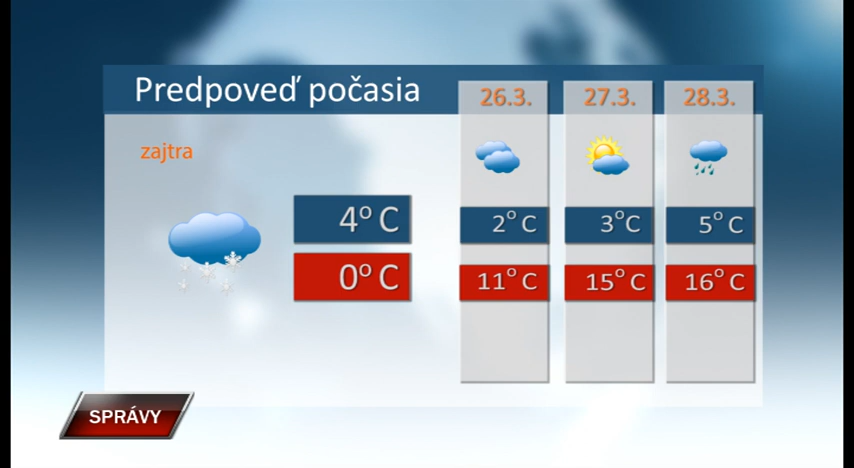 Predpoveď počasia
zajtra
4° C
0° C
26.3.
2° C
11° C
27.3.
3°C
15° C
28.3.
5° C
16° C
SPRÁVY